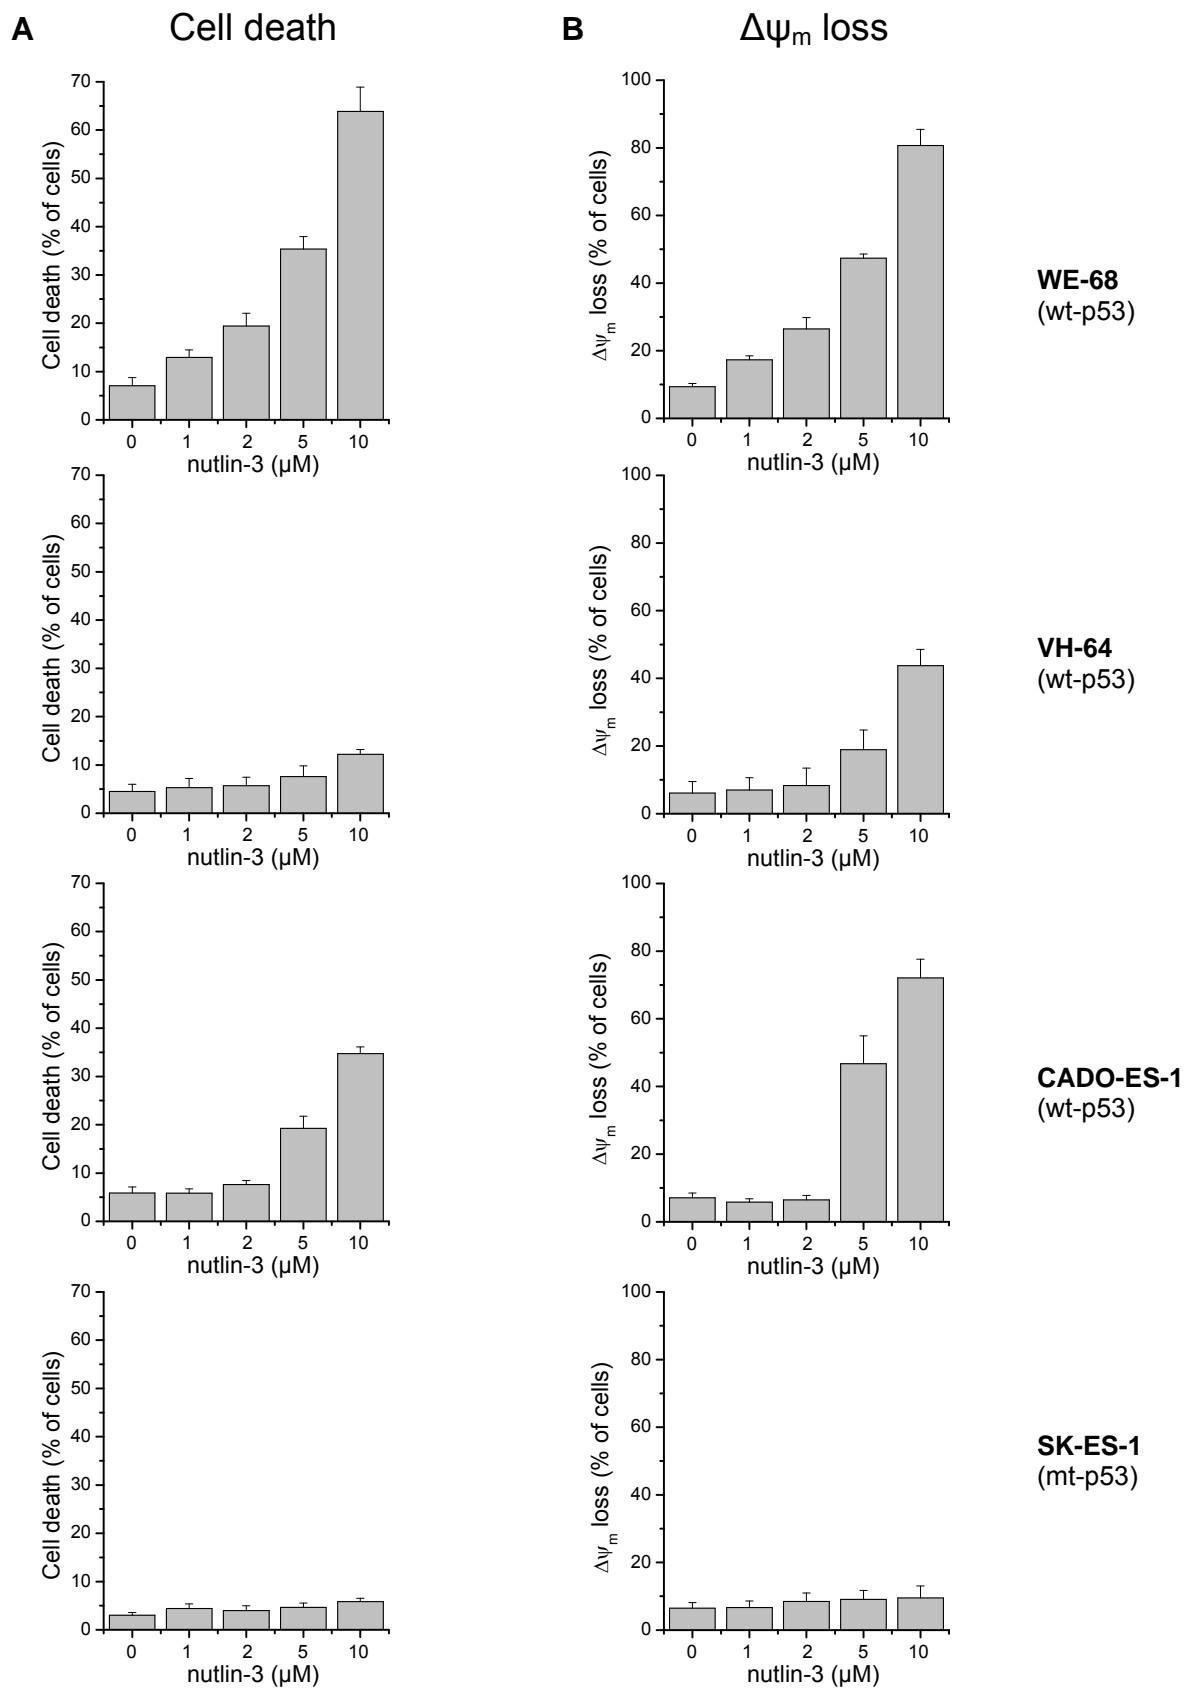 A Cell death
B Δψm loss
70
60
50
40
30
20
10
0
Cell death (% of cells)
0 1 2 5 10
nutlin-3 (µM)
100
80
60
40
20
0
Δψm loss (% of cells)
0 1 2 5 10
nutlin-3 (µM)
WE-68
(wt-p53)
70
60
50
40
30
20
10
0
Cell death (% of cells)
0 1 2 5 10
nutlin-3 (µM)
100
80
60
40
20
0
Δψm loss (% of cells)
0 1 2 5 10
nutlin-3 (µM)
VH-64
(wt-p53)
70
60
50
40
30
20
10
0
Cell death (% of cells)
0 1 2 5 10
nutlin-3 (µM)
100
80
60
40
20
0
Δψm loss (% of cells)
0 1 2 5 10
nutlin-3 (µM)
CADO-ES-1
(wt-p53)
70
60
50
40
30
20
10
0
Cell death (% of cells)
0 1 2 5 10
nutlin-3 (µM)
100
80
60
40
20
0
Δψm loss (% of cells)
0 1 2 5 10
nutlin-3 (µM)
SK-ES-1
(mt-p53)